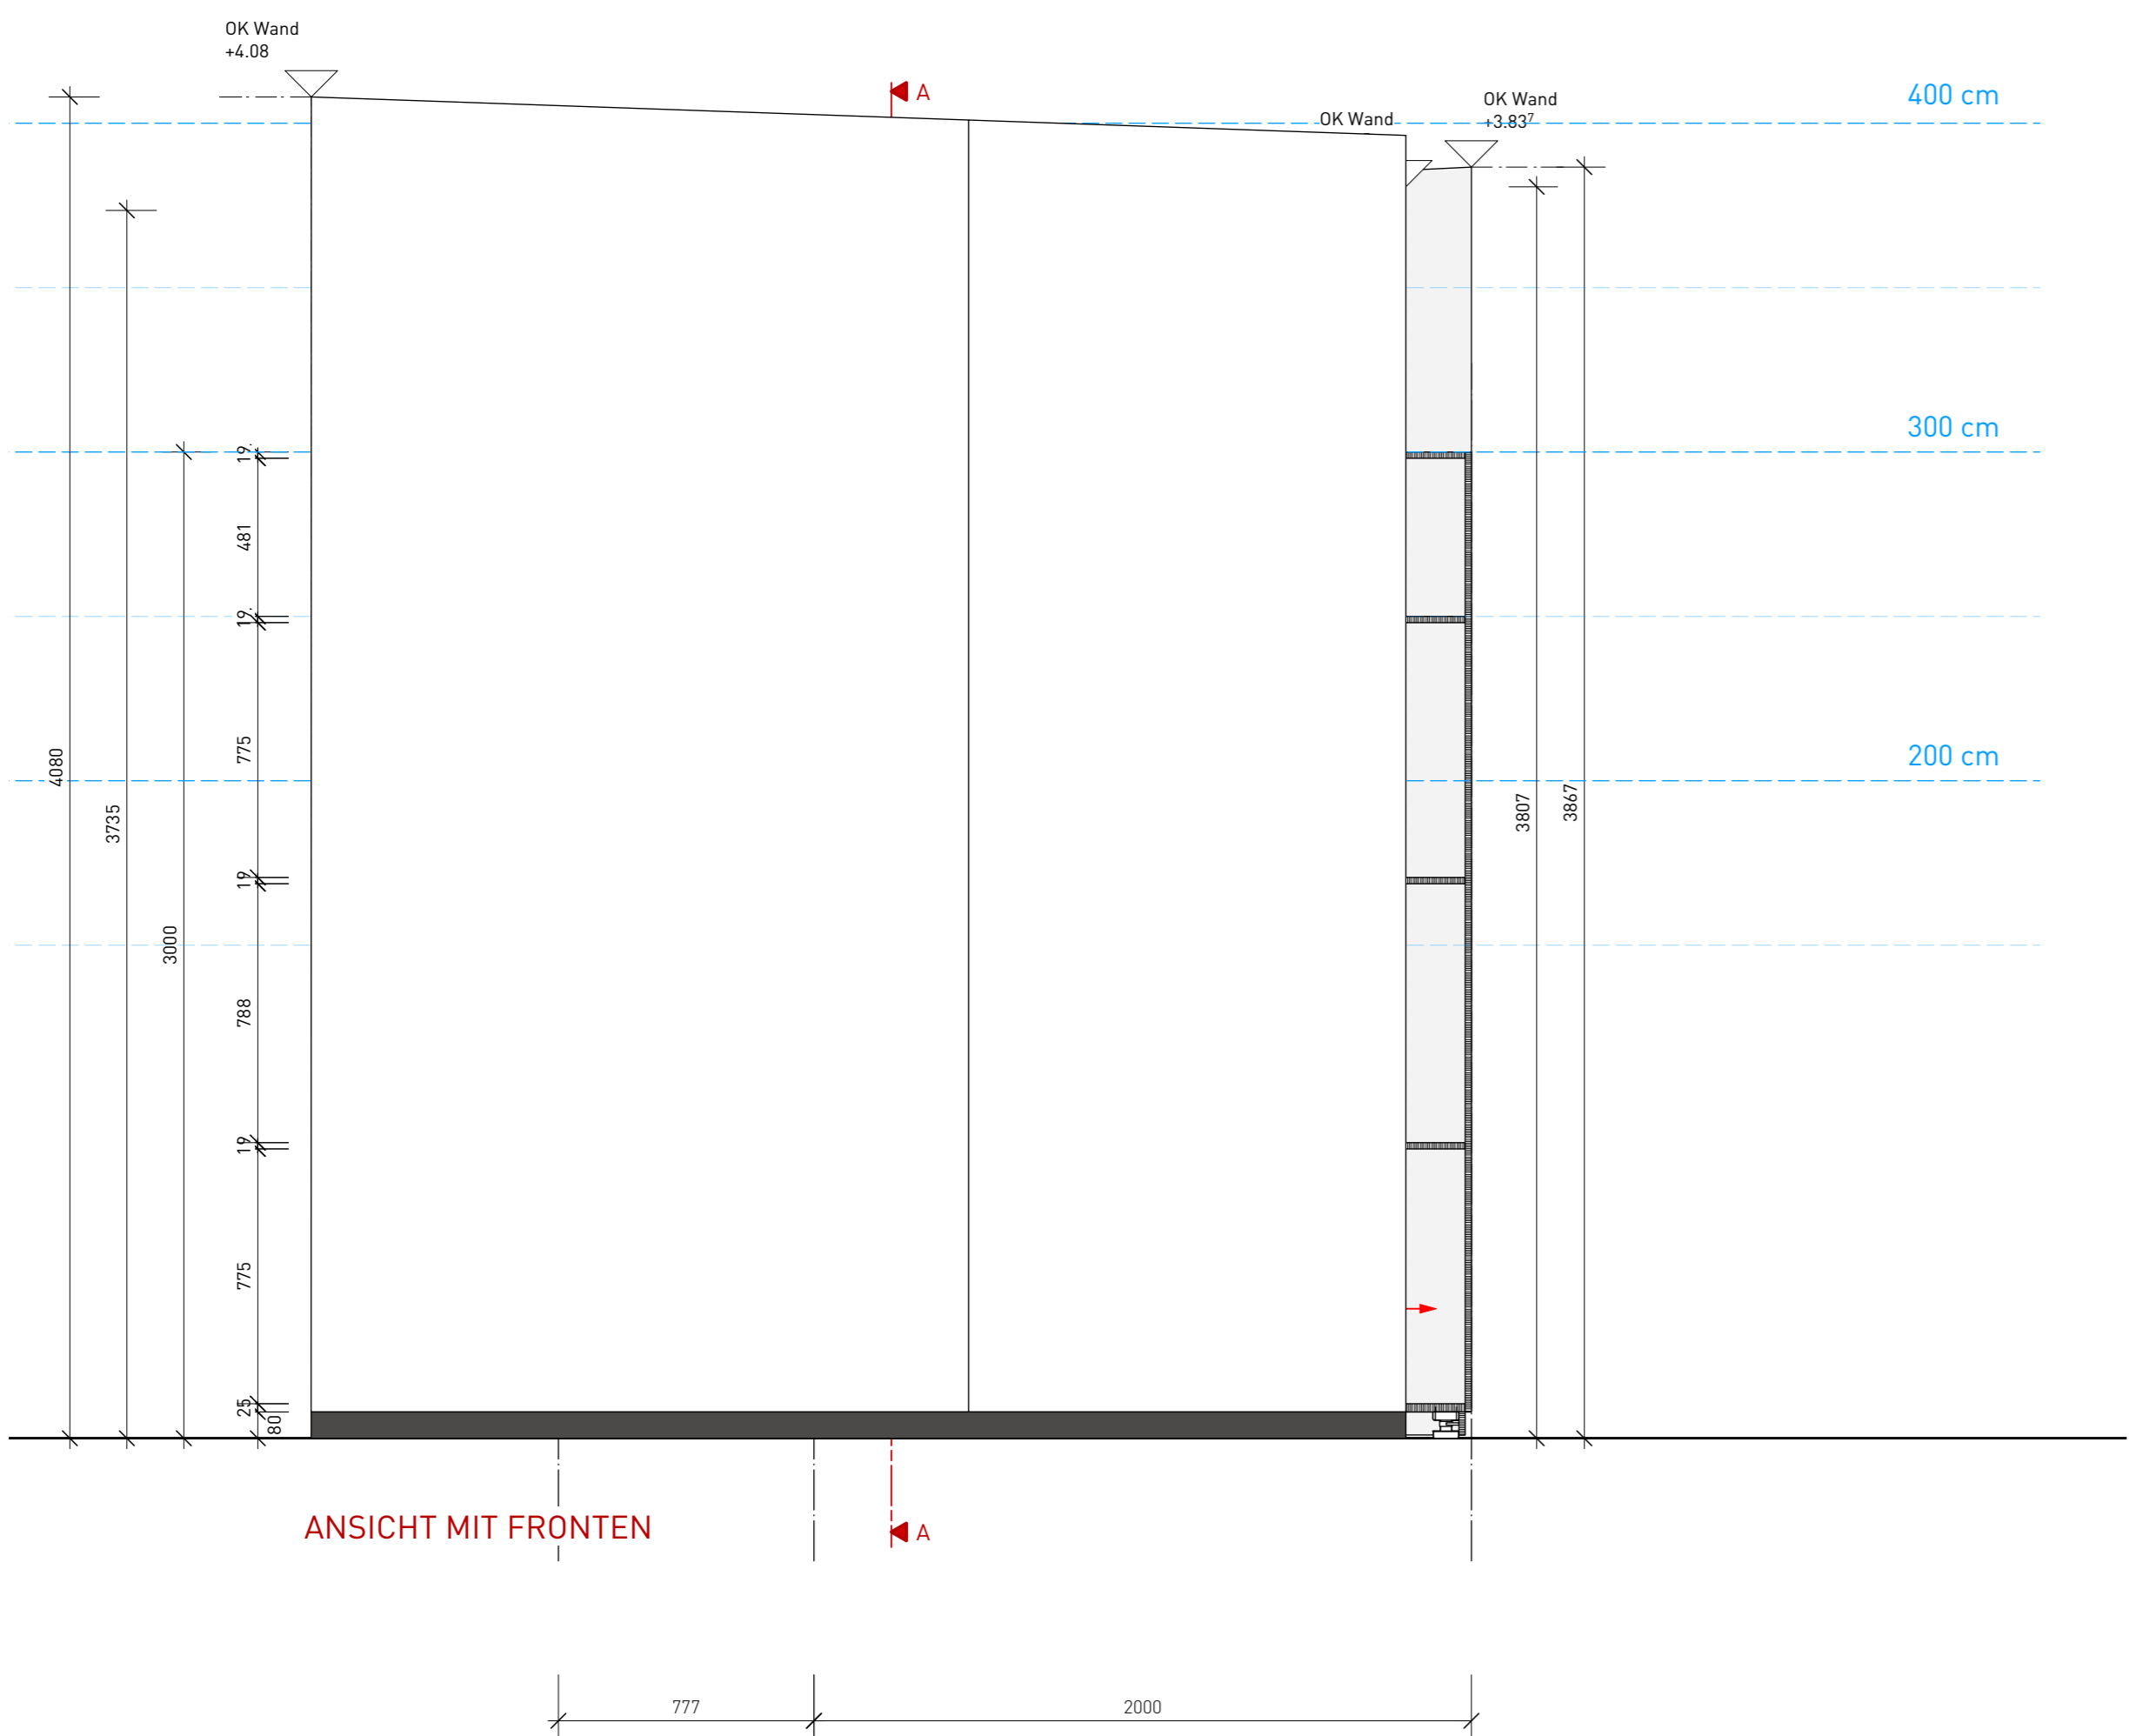 OK Wand
+4.08
A
400 cm
OK Wand
+3.83⁷
OK Wand
300 cm
19.
481
19.
200 cm
775
4080
3735
3807
3867
19
3000
788
19
775
25
80
ANSICHT MIT FRONTEN
A
777
2000